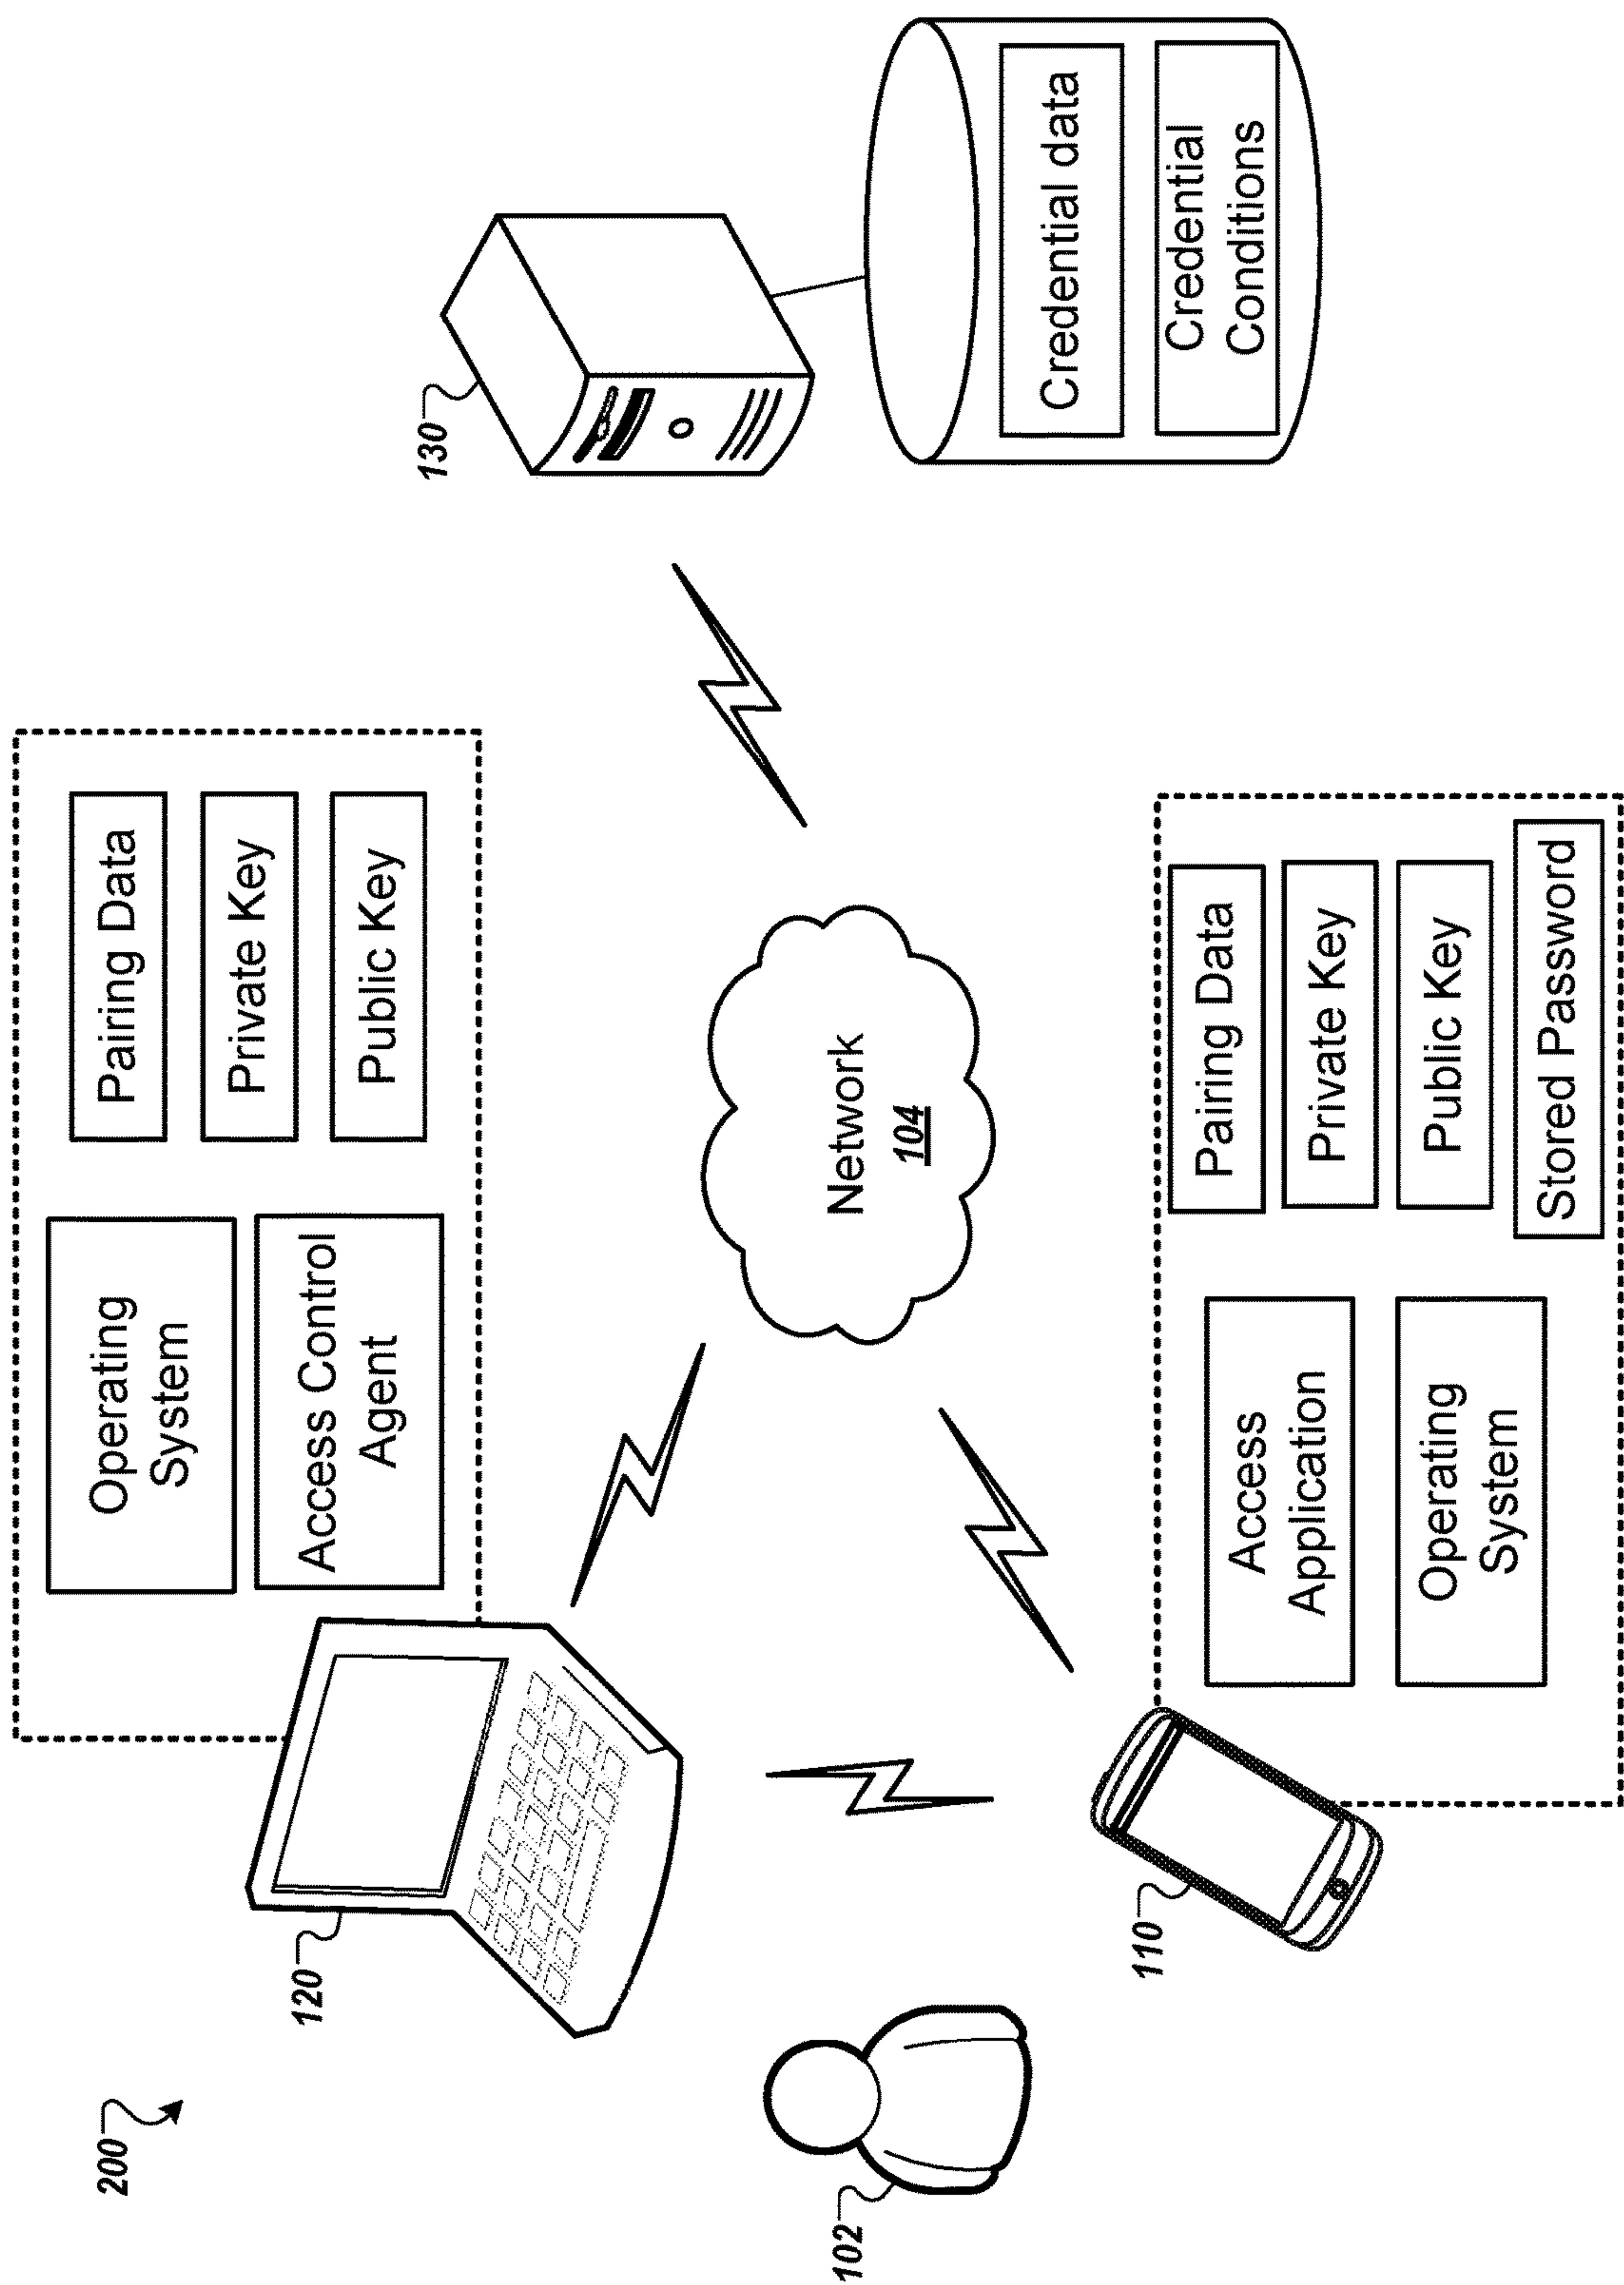 200
120
Operating
System
Access Control
Agent
Pairing Data
Private Key
Public Key
130
Credential data
Credential
Conditions
Network
104
102
110
Access
Application
Operating
System
Pairing Data
Private Key
Public Key
Stored Password